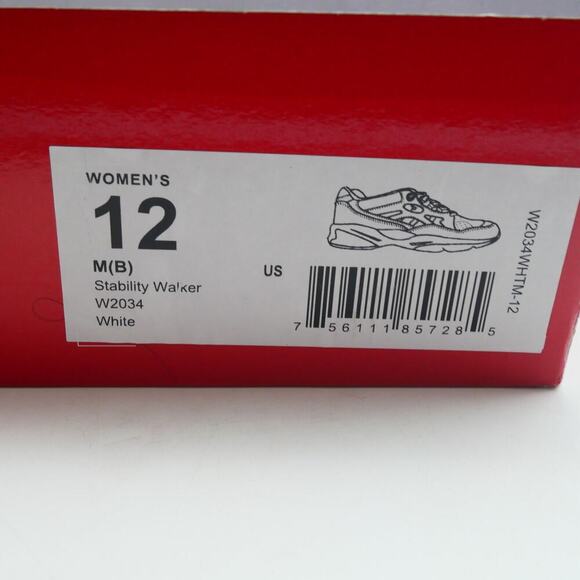 WOMEN'S
12
M(B)
Stability Walker
W2034
White
US
7 56111 85728 5
W2034WHTM-12